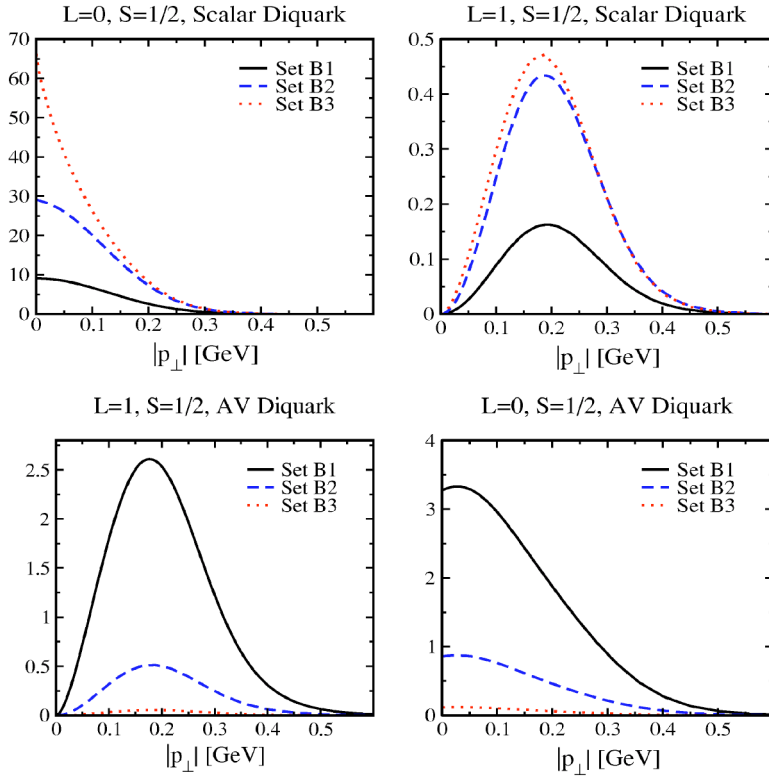 L=0, S=1/2, Scalar Diquark
70
60
50
40
30
20
10
0
Set B1
Set B2
Set B3
0 0.1 0.2 0.3 0.4 0.5
|p⊥| [GeV]
L=1, S=1/2, Scalar Diquark
0.5
0.4
0.3
0.2
0.1
0
Set B1
Set B2
Set B3
0 0.1 0.2 0.3 0.4 0.5
|p⊥| [GeV]
L=1, S=1/2, AV Diquark
2.5
2
1.5
1
0.5
0
Set B1
Set B2
Set B3
0 0.1 0.2 0.3 0.4 0.5
|p⊥| [GeV]
L=0, S=1/2, AV Diquark
4
3
2
1
0
Set B1
Set B2
Set B3
0 0.1 0.2 0.3 0.4 0.5
|p⊥| [GeV]